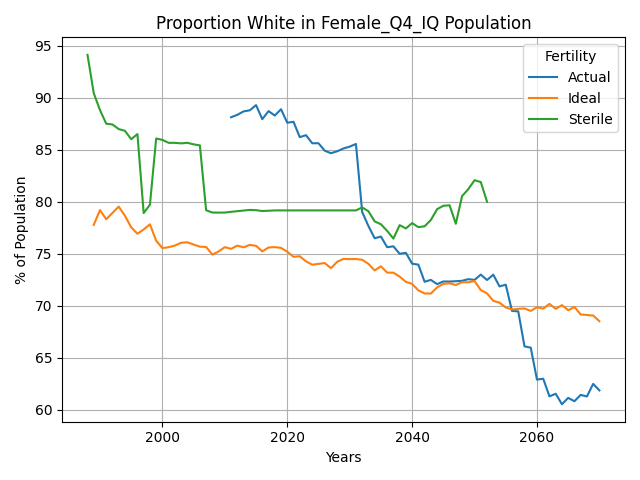 Proportion White in Female_Q4_IQ Population
% of Population
95
90
85
80
75
70
65
60
2000
2020
2040
2060
Years
Fertility
Actual
Ideal
Sterile